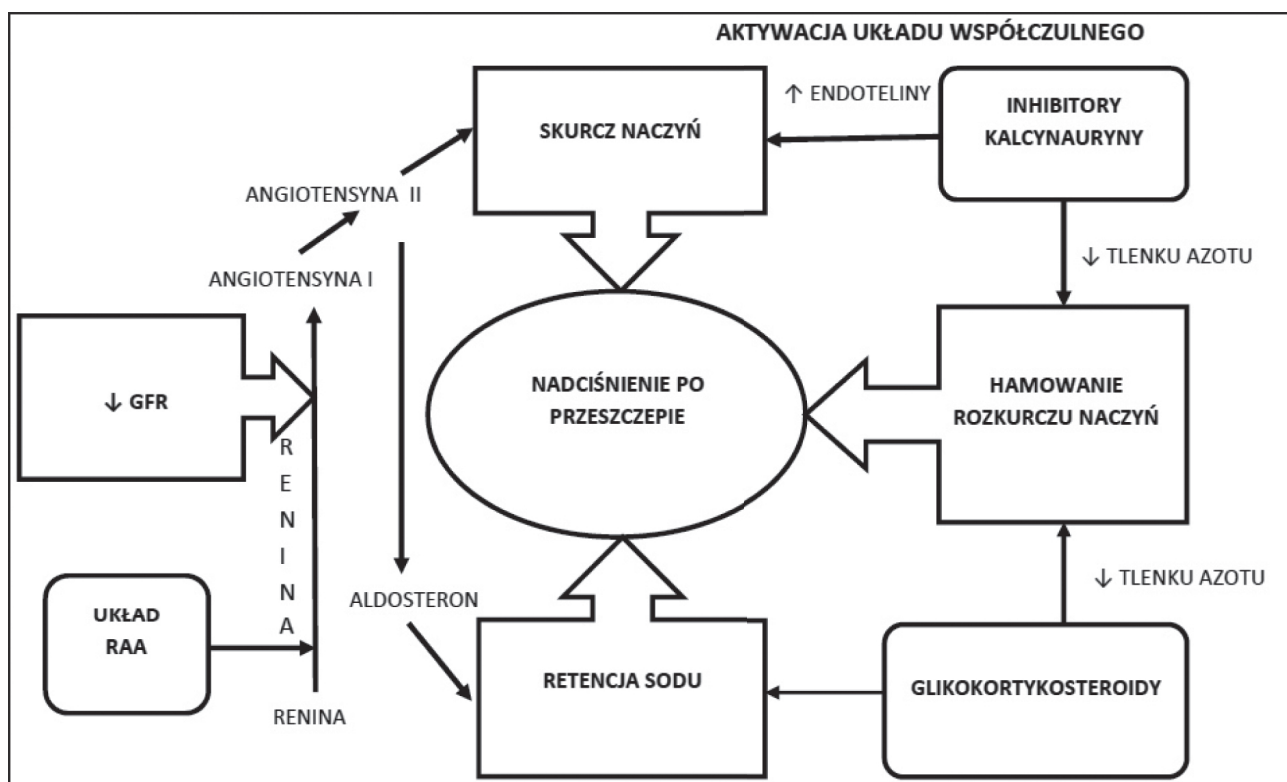 AKTYWACJA UKŁADU WSPÓŁCZULNEGO
↑ ENDOTELINY
INHIBITORY
KALCYNAURYNY
SKURCZ NACZYŃ
ANGIOTENSYNA II
ANGIOTENSYNA I
↓ TLENKU AZOTU
↓ GFR
NADCIŚNIENIE PO
PRZESZCZEPIE
HAMOWANIE
ROZKURCZU NACZYŃ
R
E
N
I
N
A
↓ TLENKU AZOTU
UKŁAD
RAA
ALDOSTERON
RETENCJA SODU
GLIKOKORTYKOSTEROIDY
RENINA